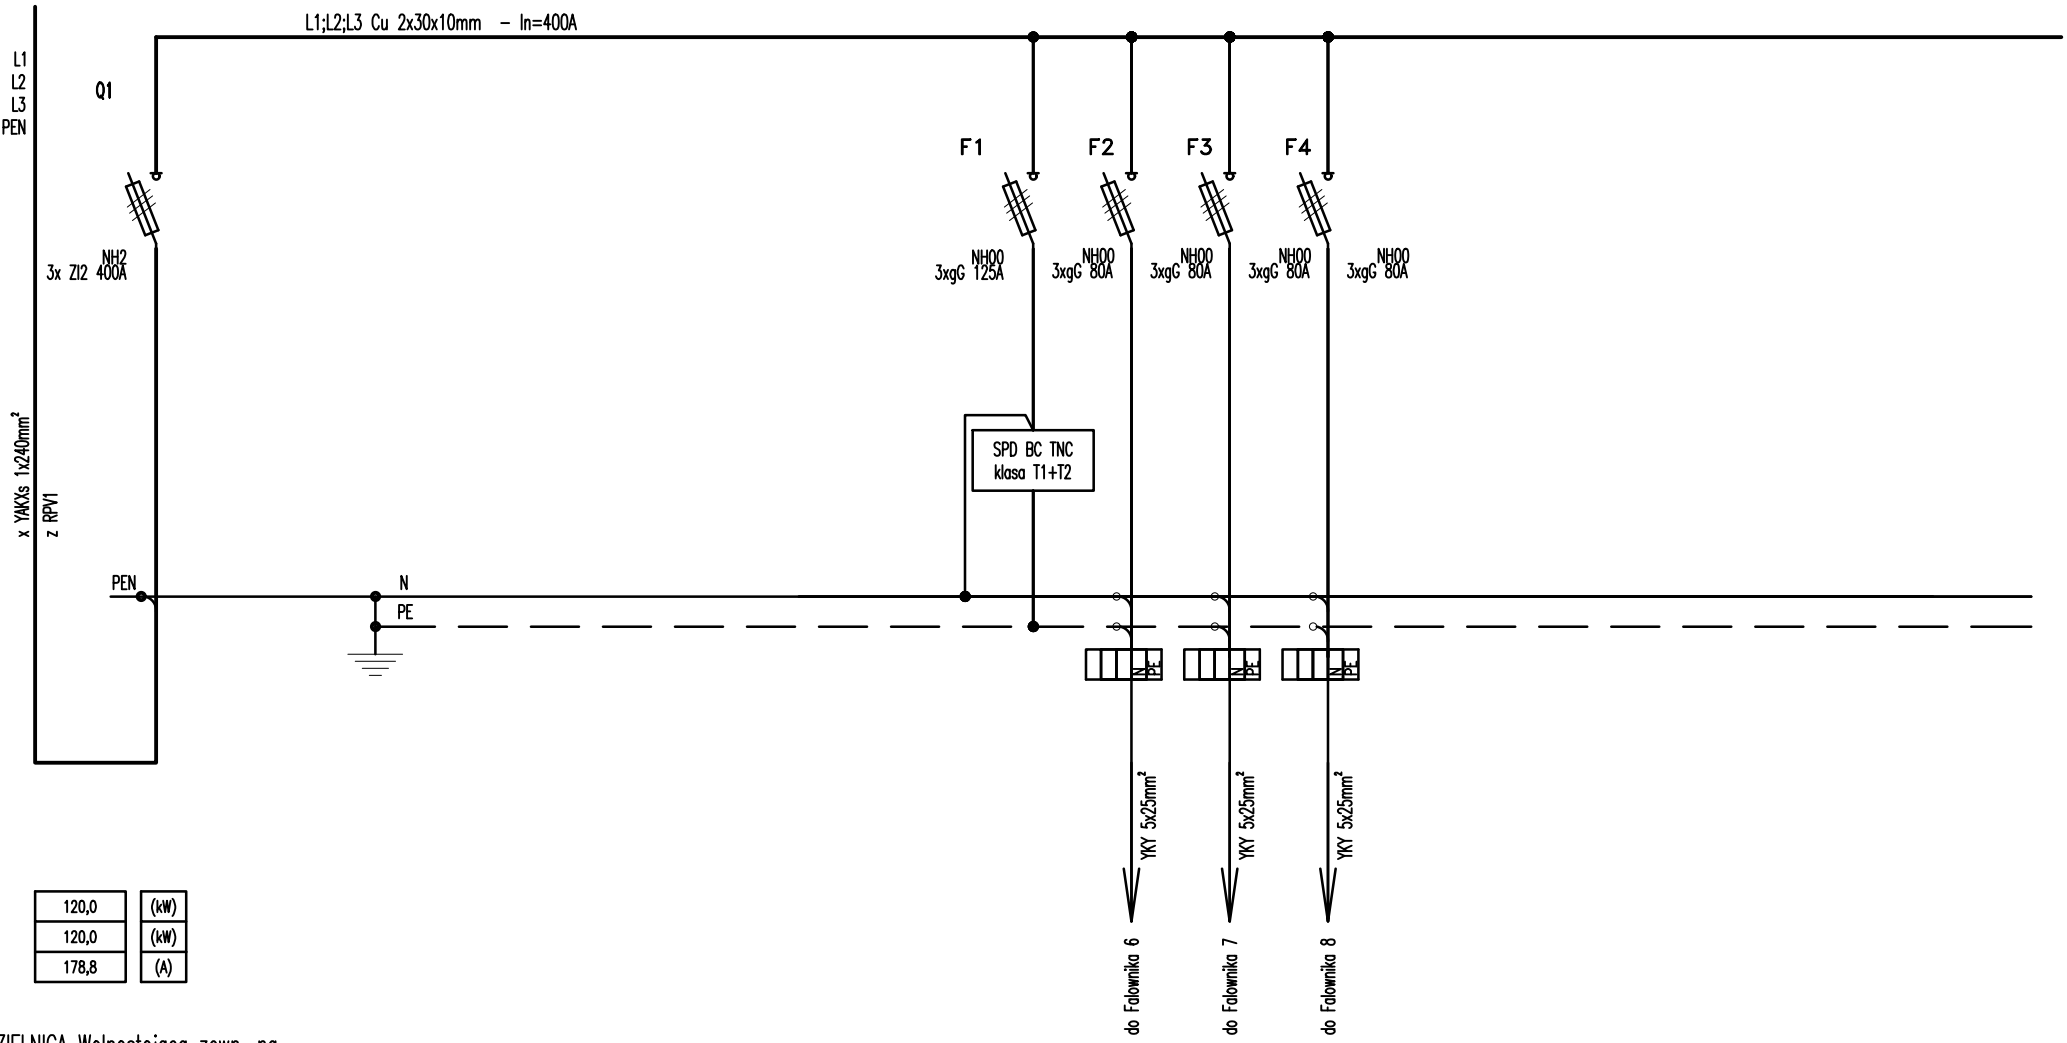 L1;L2;L3 Cu 2x30x10mm - In=400A
L1
L2
L3
PEN
Q1
F1
F2
F3
F4
NH2
3x ZI2 400A
NH00
3xgG 125A
NH00
3xgG 80A
NH00
3xgG 80A
NH00
3xgG 80A
NH00
3xgG 80A
x YAKXs 1x240mm²
z RPV1
SPD BC TNC
klasa T1+T2
PEN
N
PE
N
PE
N
PE
N
PE
YKY 5x25mm²
YKY 5x25mm²
YKY 5x25mm²
120,0 (kW)
120,0 (kW)
178,8 (A)
do Falownika 6
do Falownika 7
do Falownika 8